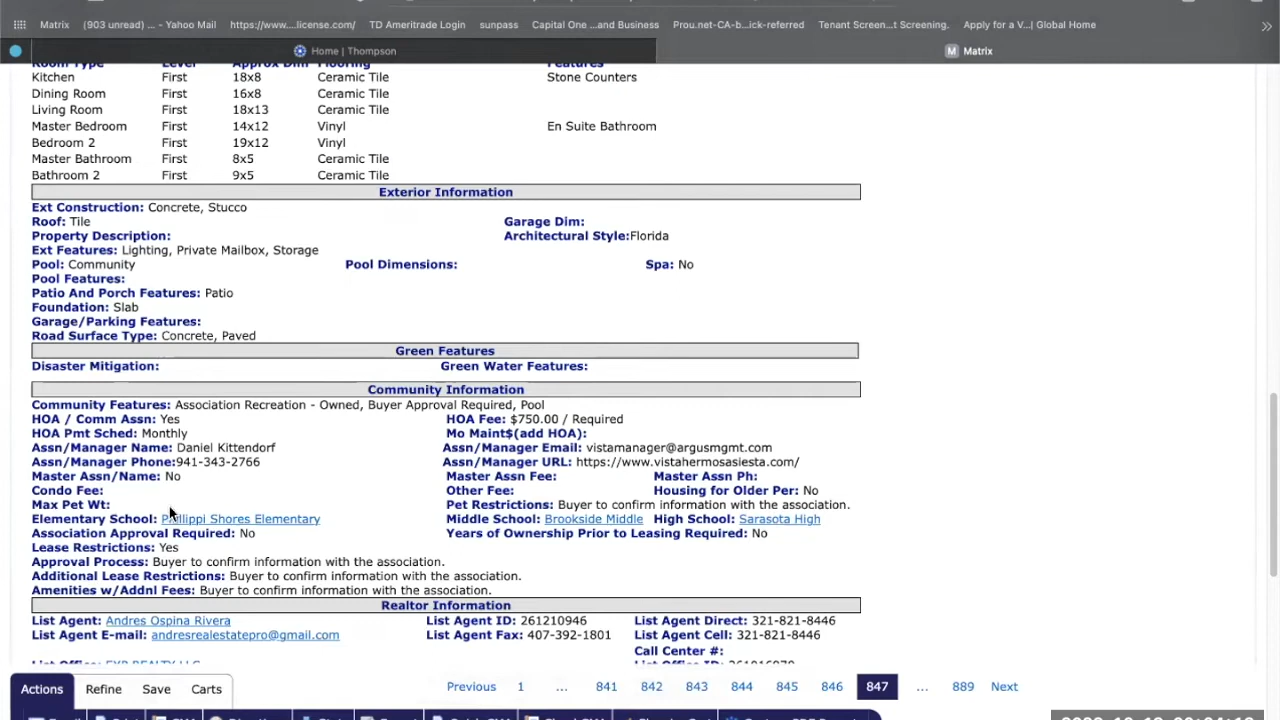 Matrix (903 unread) ... - Yahoo Mail https://www....license.com/ TD Ameritrade Login sunpass Capital One ...and Business Prou.net-CA-b...ick-referred Tenant Screen...t Screening. Apply for a V...| Global Home
Home | Thompson M Matrix
Room Type Level Approx Dim Flooring Features
Kitchen First 18x8 Ceramic Tile Stone Counters
Dining Room First 16x8 Ceramic Tile
Living Room First 18x13 Ceramic Tile
Master Bedroom First 14x12 Vinyl En Suite Bathroom
Bedroom 2 First 19x12 Vinyl
Master Bathroom First 8x5 Ceramic Tile
Bathroom 2 First 9x5 Ceramic Tile
Exterior Information
Ext Construction: Concrete, Stucco
Roof: Tile Garage Dim:
Property Description: Architectural Style:Florida
Ext Features: Lighting, Private Mailbox, Storage
Pool: Community Pool Dimensions: Spa: No
Pool Features:
Patio And Porch Features: Patio
Foundation: Slab
Garage/Parking Features:
Road Surface Type: Concrete, Paved
Green Features
Disaster Mitigation: Green Water Features:
Community Information
Community Features: Association Recreation - Owned, Buyer Approval Required, Pool
HOA / Comm Assn: Yes HOA Fee: $750.00 / Required
HOA Pmt Sched: Monthly Mo Maint$(add HOA):
Assn/Manager Name: Daniel Kittendorf Assn/Manager Email: vistamanager@argusmgmt.com
Assn/Manager Phone:941-343-2766 Assn/Manager URL: https://www.vistahermosasiesta.com/
Master Assn/Name: No Master Assn Fee: Master Assn Ph:
Condo Fee: Other Fee: Housing for Older Per: No
Max Pet Wt: Pet Restrictions: Buyer to confirm information with the association.
Elementary School: Phillippi Shores Elementary Middle School: Brookside Middle High School: Sarasota High
Association Approval Required: No Years of Ownership Prior to Leasing Required: No
Lease Restrictions: Yes
Approval Process: Buyer to confirm information with the association.
Additional Lease Restrictions: Buyer to confirm information with the association.
Amenities w/Addnl Fees: Buyer to confirm information with the association.
Realtor Information
List Agent: Andres Ospina Rivera List Agent ID: 261210946 List Agent Direct: 321-821-8446
List Agent E-mail: andresrealestatepro@gmail.com List Agent Fax: 407-392-1801 List Agent Cell: 321-821-8446
Call Center #:
List Office: EXP REALTY LLC List Office ID:
Actions Refine Save Carts Previous 1 ... 841 842 843 844 845 846 847 ... 889 Next